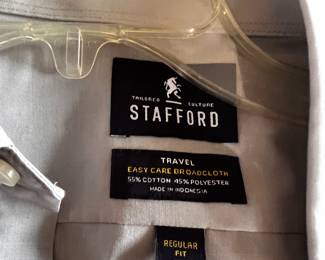 TAILORED CULTURE
STAFFORD
TRAVEL
EASY CARE BROADCLOTH
55% COTTON 45% POLYESTER
MADE IN INDONESIA
REGULAR
FIT